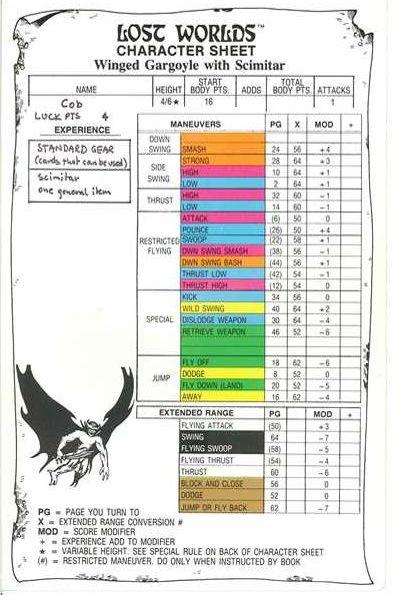 LOST WORLDS™
CHARACTER SHEET
Winged Gargoyle with Scimitar
NAME HEIGHT START BODY PTS. ADDS TOTAL BODY PTS. ATTACKS
Cob 4/6★ 16 1
LUCK PTS 4
EXPERIENCE
STANDARD GEAR
(cards that can be used)
scimitar
one general item
MANEUVERS PG X MOD +
DOWN SWING SMASH 24 56 +4
SIDE SWING STRONG 28 64 +3
HIGH 10 64 +1
LOW 2 64 +1
THRUST HIGH 32 60 -1
LOW 14 60 -1
RESTRICTED FLYING ATTACK (6) 50 0
POUNCE (26) 50 +4
SWOOP (22) 58 +1
DWN SWNG SMASH (38) 56 -1
DWN SWNG BASH (44) 56 +1
THRUST LOW (42) 54 -1
THRUST HIGH (12) 54 0
SPECIAL KICK 34 56 0
WILD SWING 40 64 +2
DISLODGE WEAPON 30 64 -4
RETRIEVE WEAPON 46 52 -6
JUMP FLY OFF 18 62 -6
DODGE 8 52 0
FLY DOWN (LAND) 20 52 -5
AWAY 16 62 -4
EXTENDED RANGE PG MOD +
FLYING ATTACK (50) +3
SWING 64 -7
FLYING SWOOP (58) -5
FLYING THRUST (54) -4
THRUST 60 -6
BLOCK AND CLOSE 56 0
DODGE 52 0
JUMP OR FLY BACK 62 -7
PG = PAGE YOU TURN TO
X = EXTENDED RANGE CONVERSION #
MOD = SCORE MODIFIER
+ = EXPERIENCE ADD TO MODIFIER
★ = VARIABLE HEIGHT. SEE SPECIAL RULE ON BACK OF CHARACTER SHEET
(#) = RESTRICTED MANEUVER. DO ONLY WHEN INSTRUCTED BY BOOK